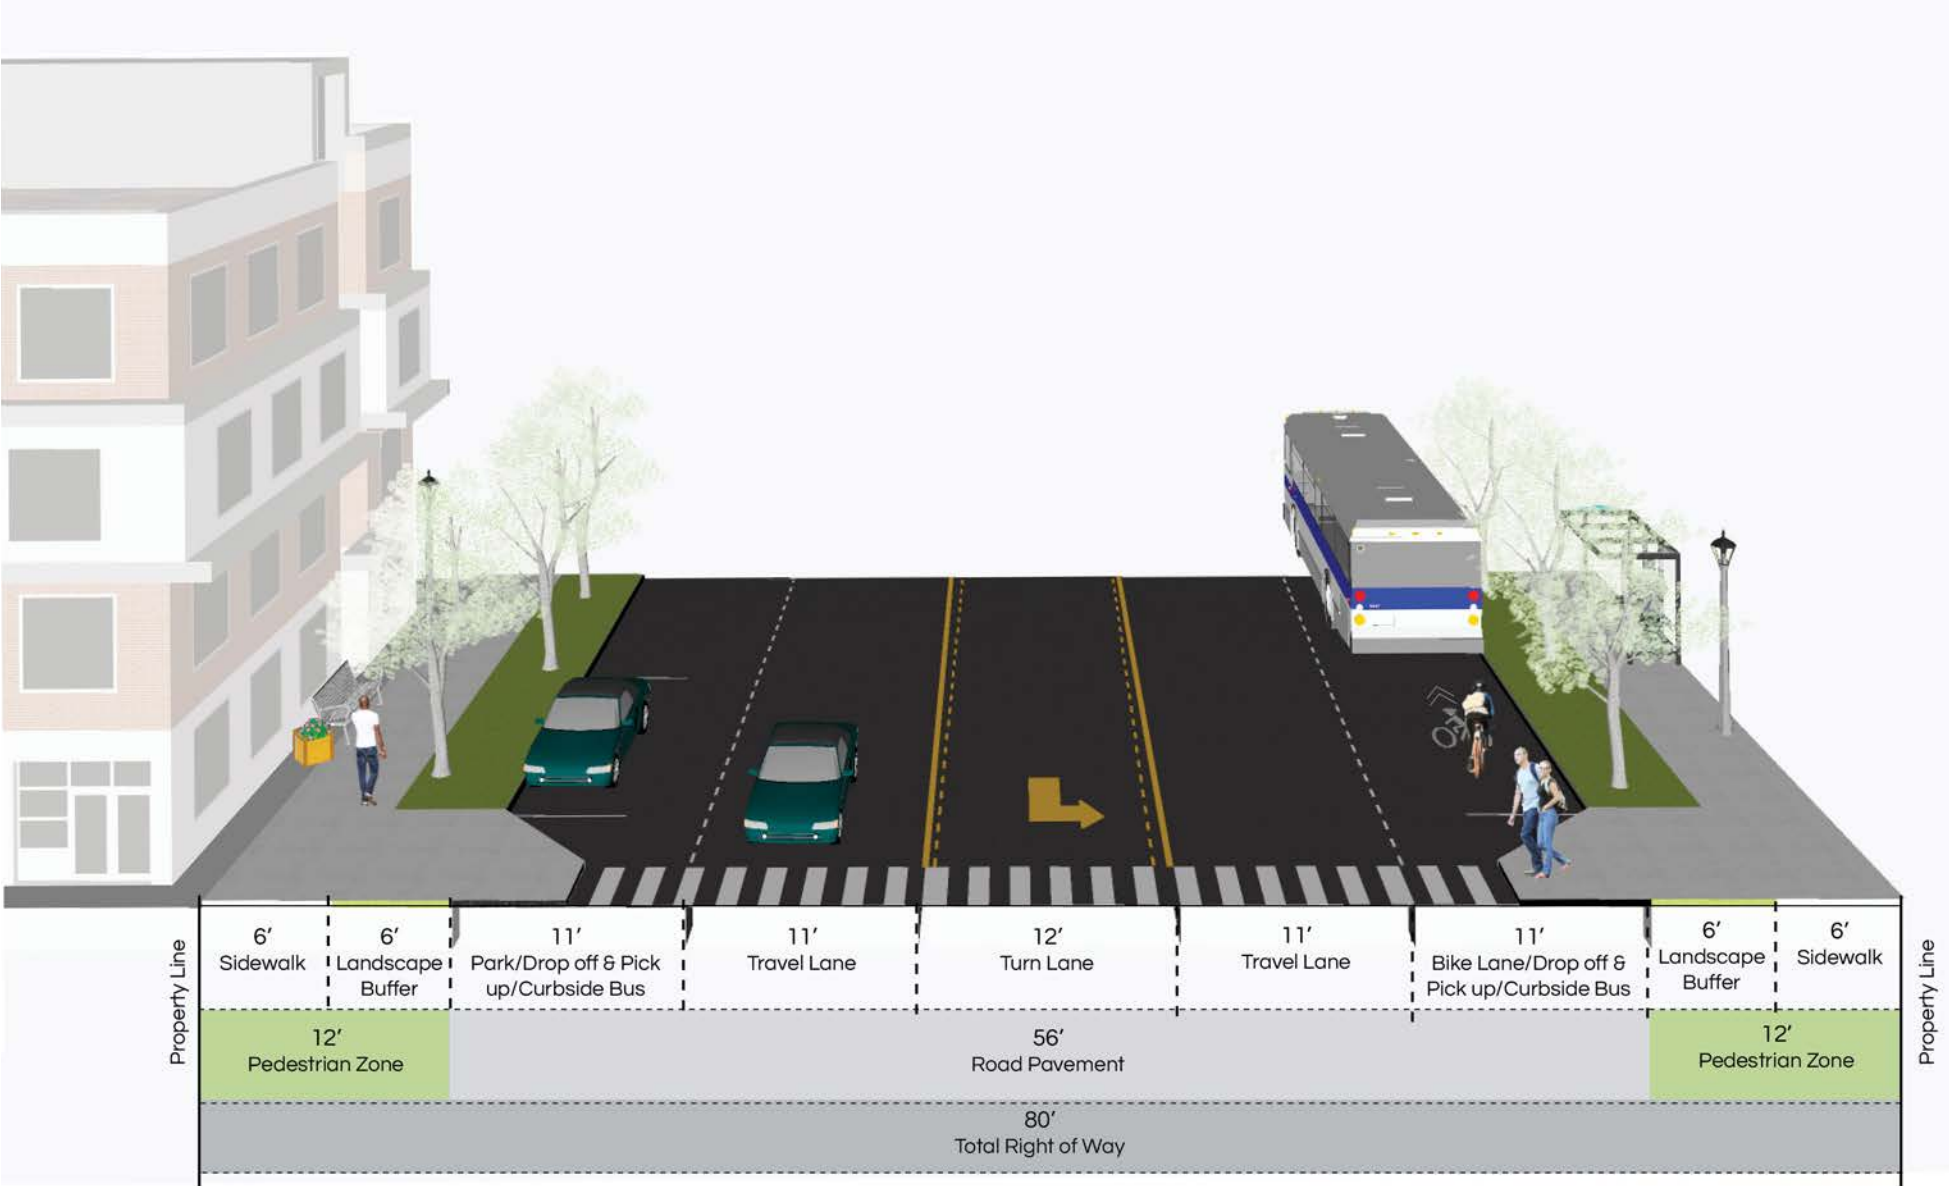 6’
Sidewalk
6’
Landscape
Buffer
11’
Park/Drop off & Pick
up/Curbside Bus
11’
Travel Lane
12’
Turn Lane
11’
Travel Lane
11’
Bike Lane/Drop off &
Pick up/Curbside Bus
6’
Landscape
Buffer
6’
Sidewalk
Property Line
Property Line
12’
Pedestrian Zone
56’
Road Pavement
12’
Pedestrian Zone
80’
Total Right of Way